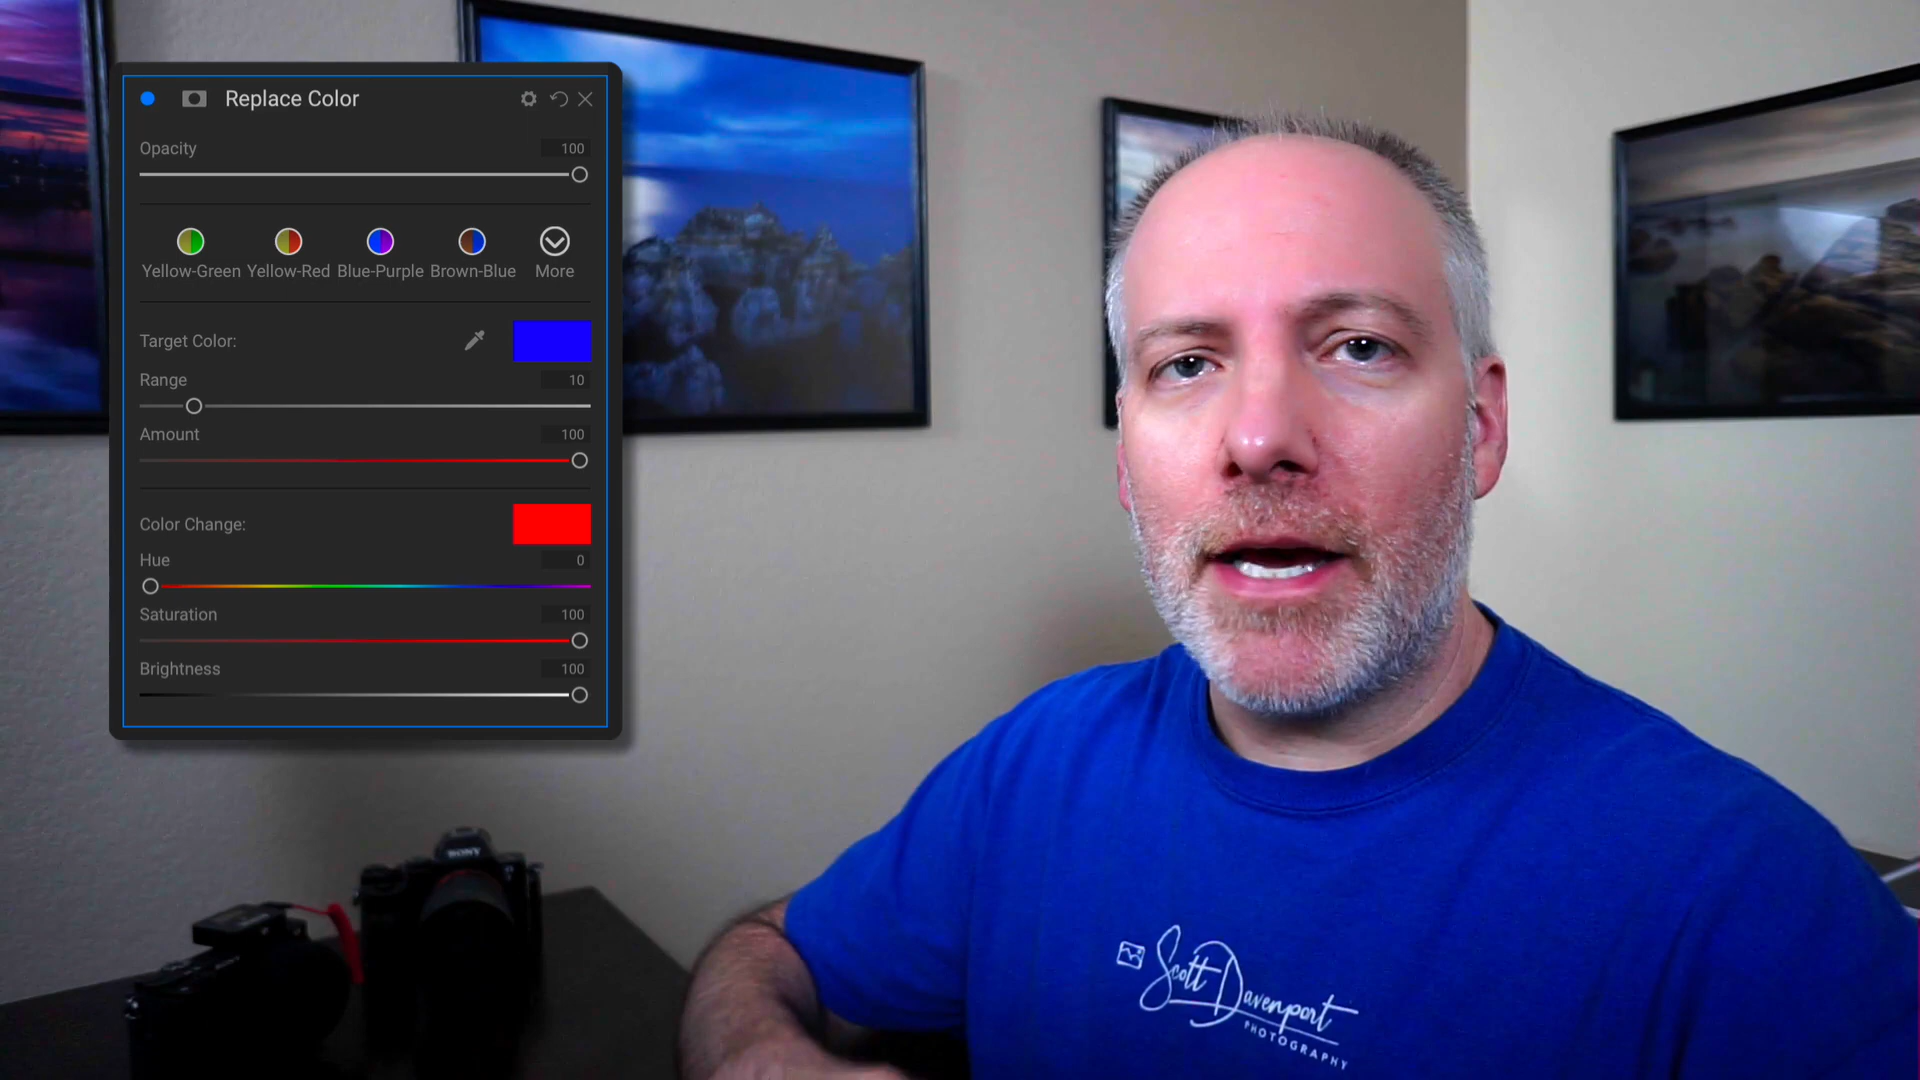 Replace Color
Opacity 100
Yellow-Green Yellow-Red Blue-Purple Brown-Blue More
Target Color:
Range 10
Amount 100
Color Change:
Hue 0
Saturation 100
Brightness 100
SONY
Scott Davenport
PHOTOGRAPHY